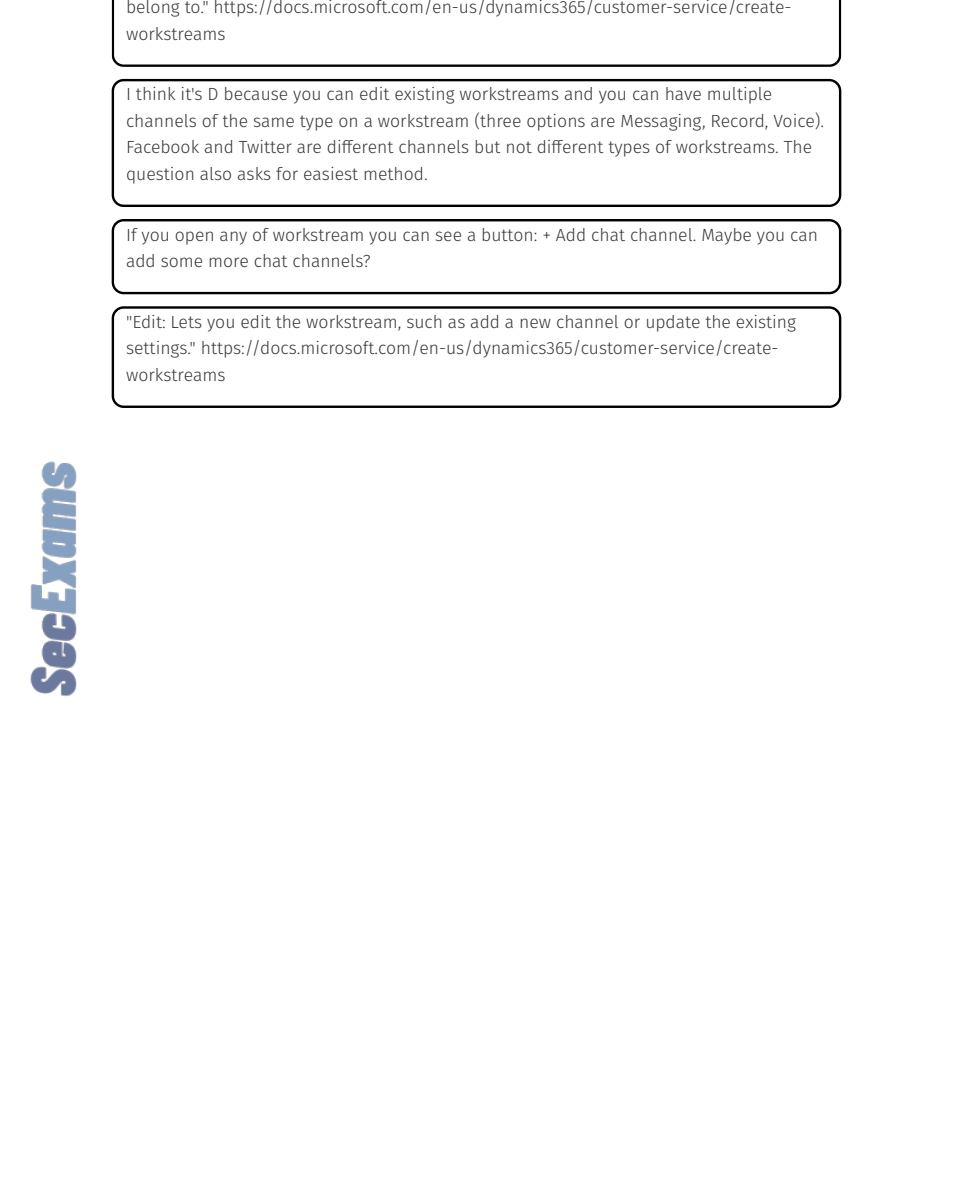 belong to." https://docs.microsoft.com/en-us/dynamics365/customer-service/create-
workstreams
I think it's D because you can edit existing workstreams and you can have multiple
channels of the same type on a workstream (three options are Messaging, Record, Voice).
Facebook and Twitter are different channels but not different types of workstreams. The
question also asks for easiest method.
If you open any of workstream you can see a button: + Add chat channel. Maybe you can
add some more chat channels?
"Edit: Lets you edit the workstream, such as add a new channel or update the existing
settings." https://docs.microsoft.com/en-us/dynamics365/customer-service/create-
workstreams
SecExams